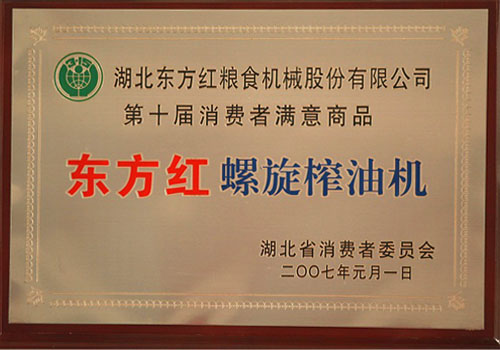 3·15
湖北东方红粮食机械股份有限公司
第十届消费者满意商品
东方红 螺旋榨油机
湖北省消费者委员会
二〇〇七年元月一日